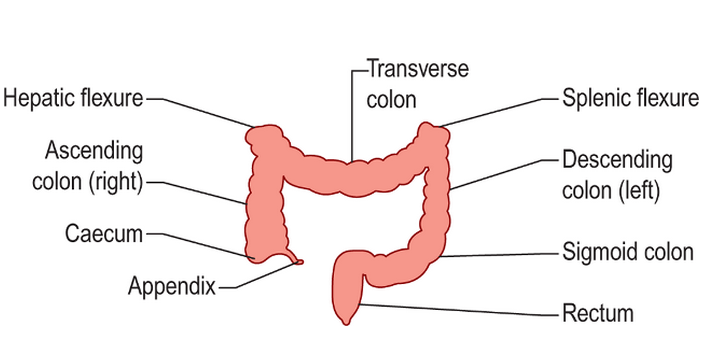 Transverse
colon
Hepatic flexure
Splenic flexure
Ascending
colon (right)
Descending
colon (left)
Caecum
Sigmoid colon
Appendix
Rectum